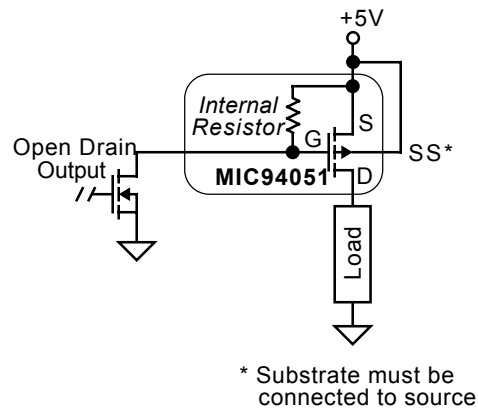 +5V
Internal
Resistor
G
S
SS*
Open Drain
Output
MIC94051
D
Load
* Substrate must be
connected to source